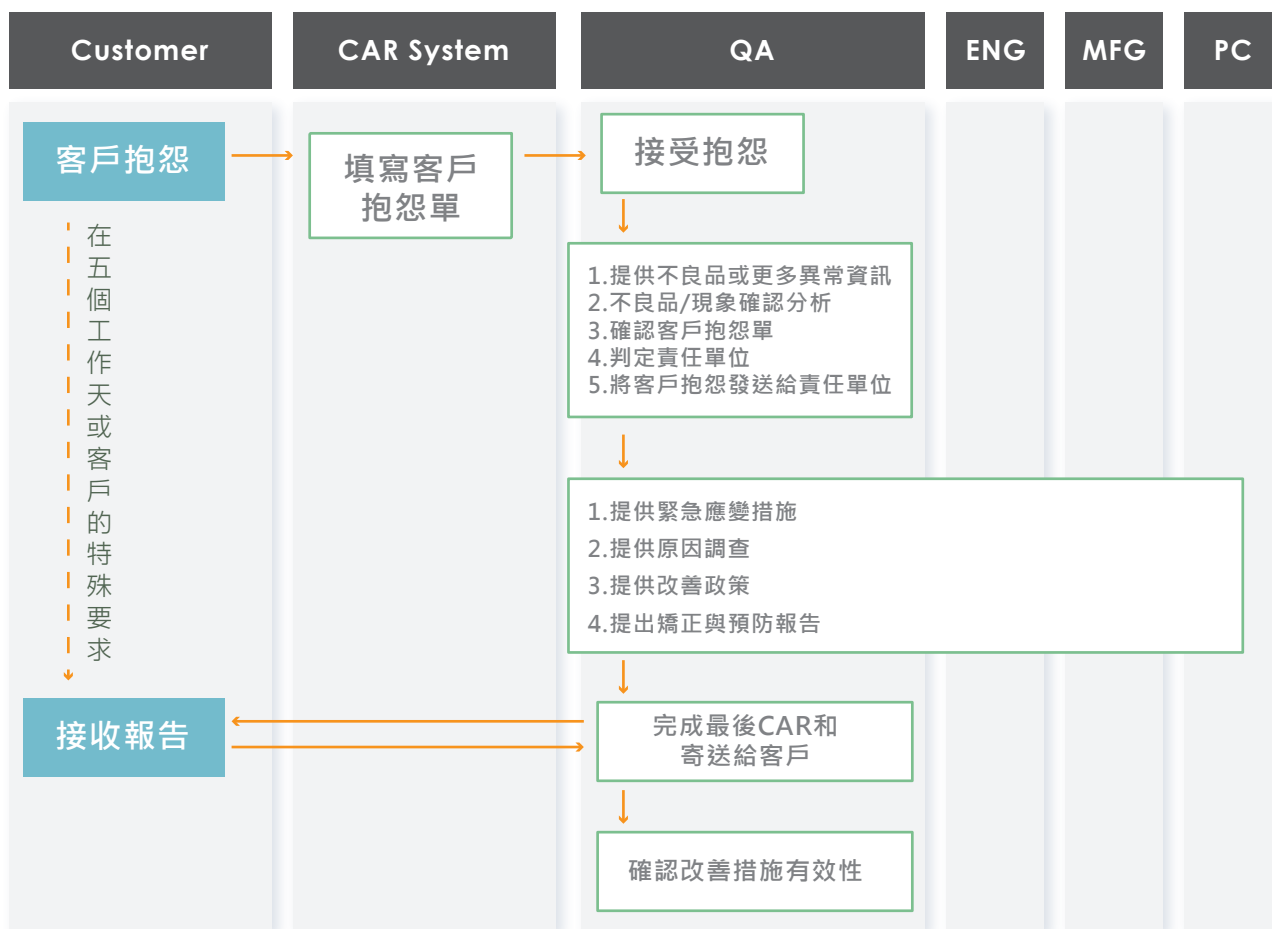 Customer
CAR System
QA
ENG
MFG
PC
客戶抱怨
填寫客戶
抱怨單
接受抱怨
在五個工作天或客戶的特殊要求
1.提供不良品或更多異常資訊
2.不良品/現象確認分析
3.確認客戶抱怨單
4.判定責任單位
5.將客戶抱怨發送給責任單位
1.提供緊急應變措施
2.提供原因調查
3.提供改善政策
4.提出矯正與預防報告
接收報告
完成最後CAR和
寄送給客戶
確認改善措施有效性